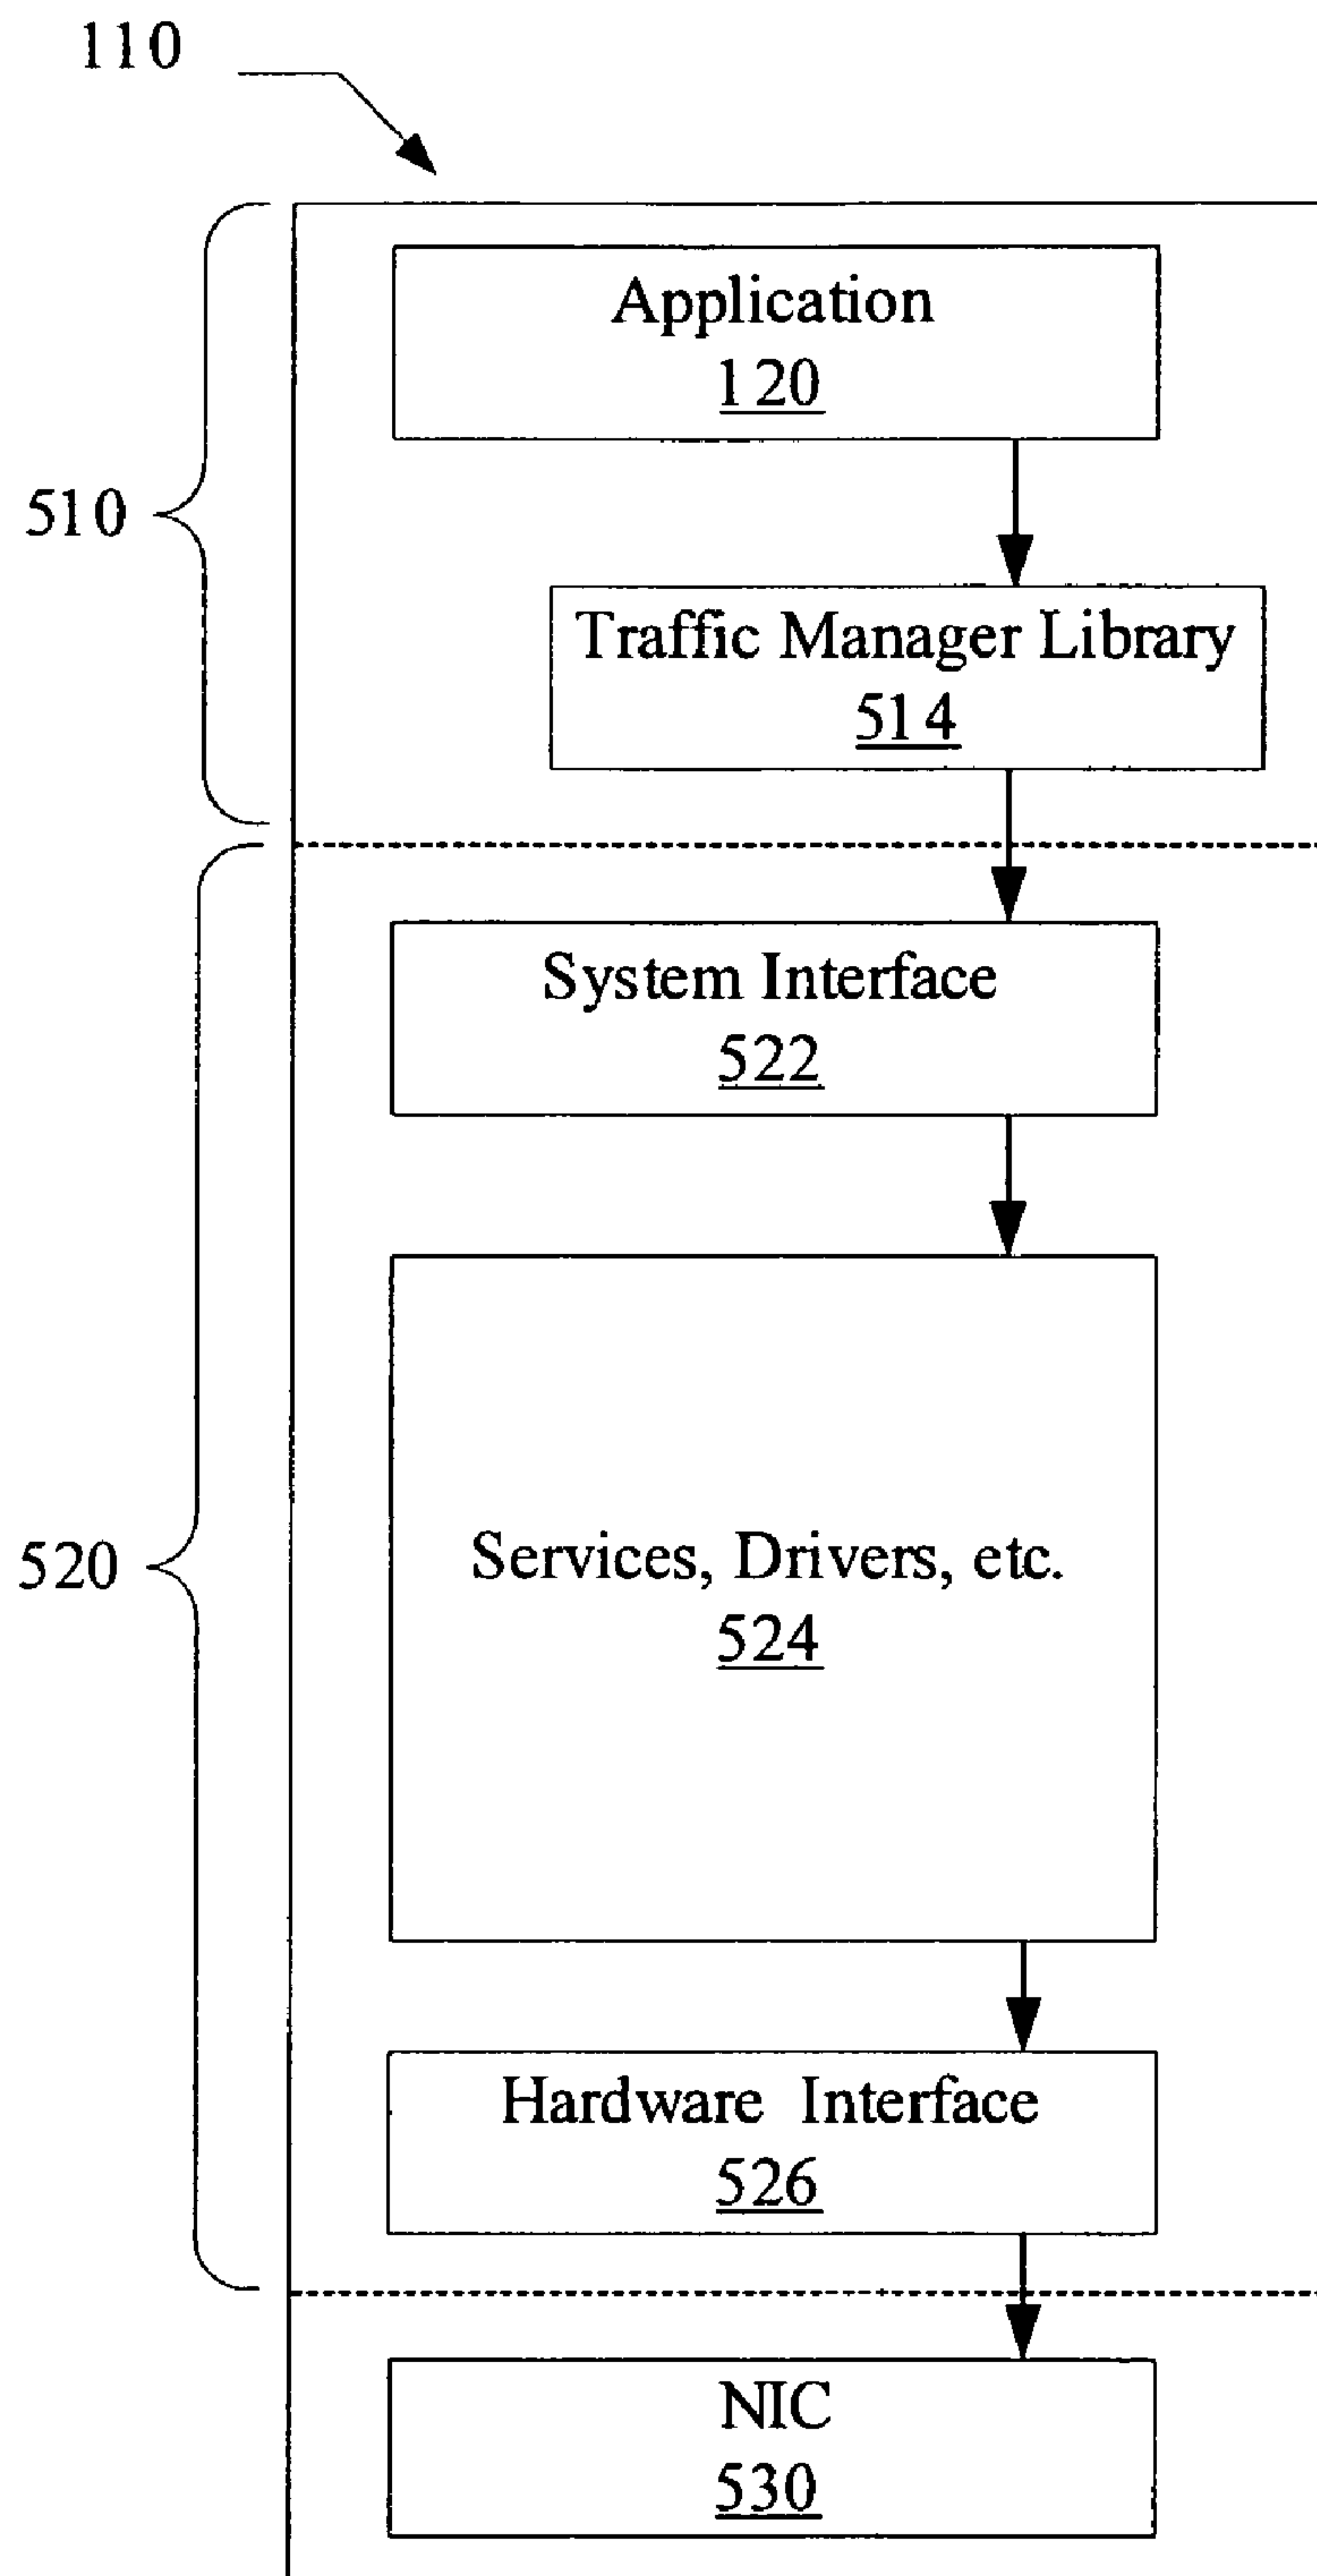 110
Application
120
510
Traffic Manager Library
514
System Interface
522
Services, Drivers, etc.
520
524
Hardware Interface
526
NIC
530